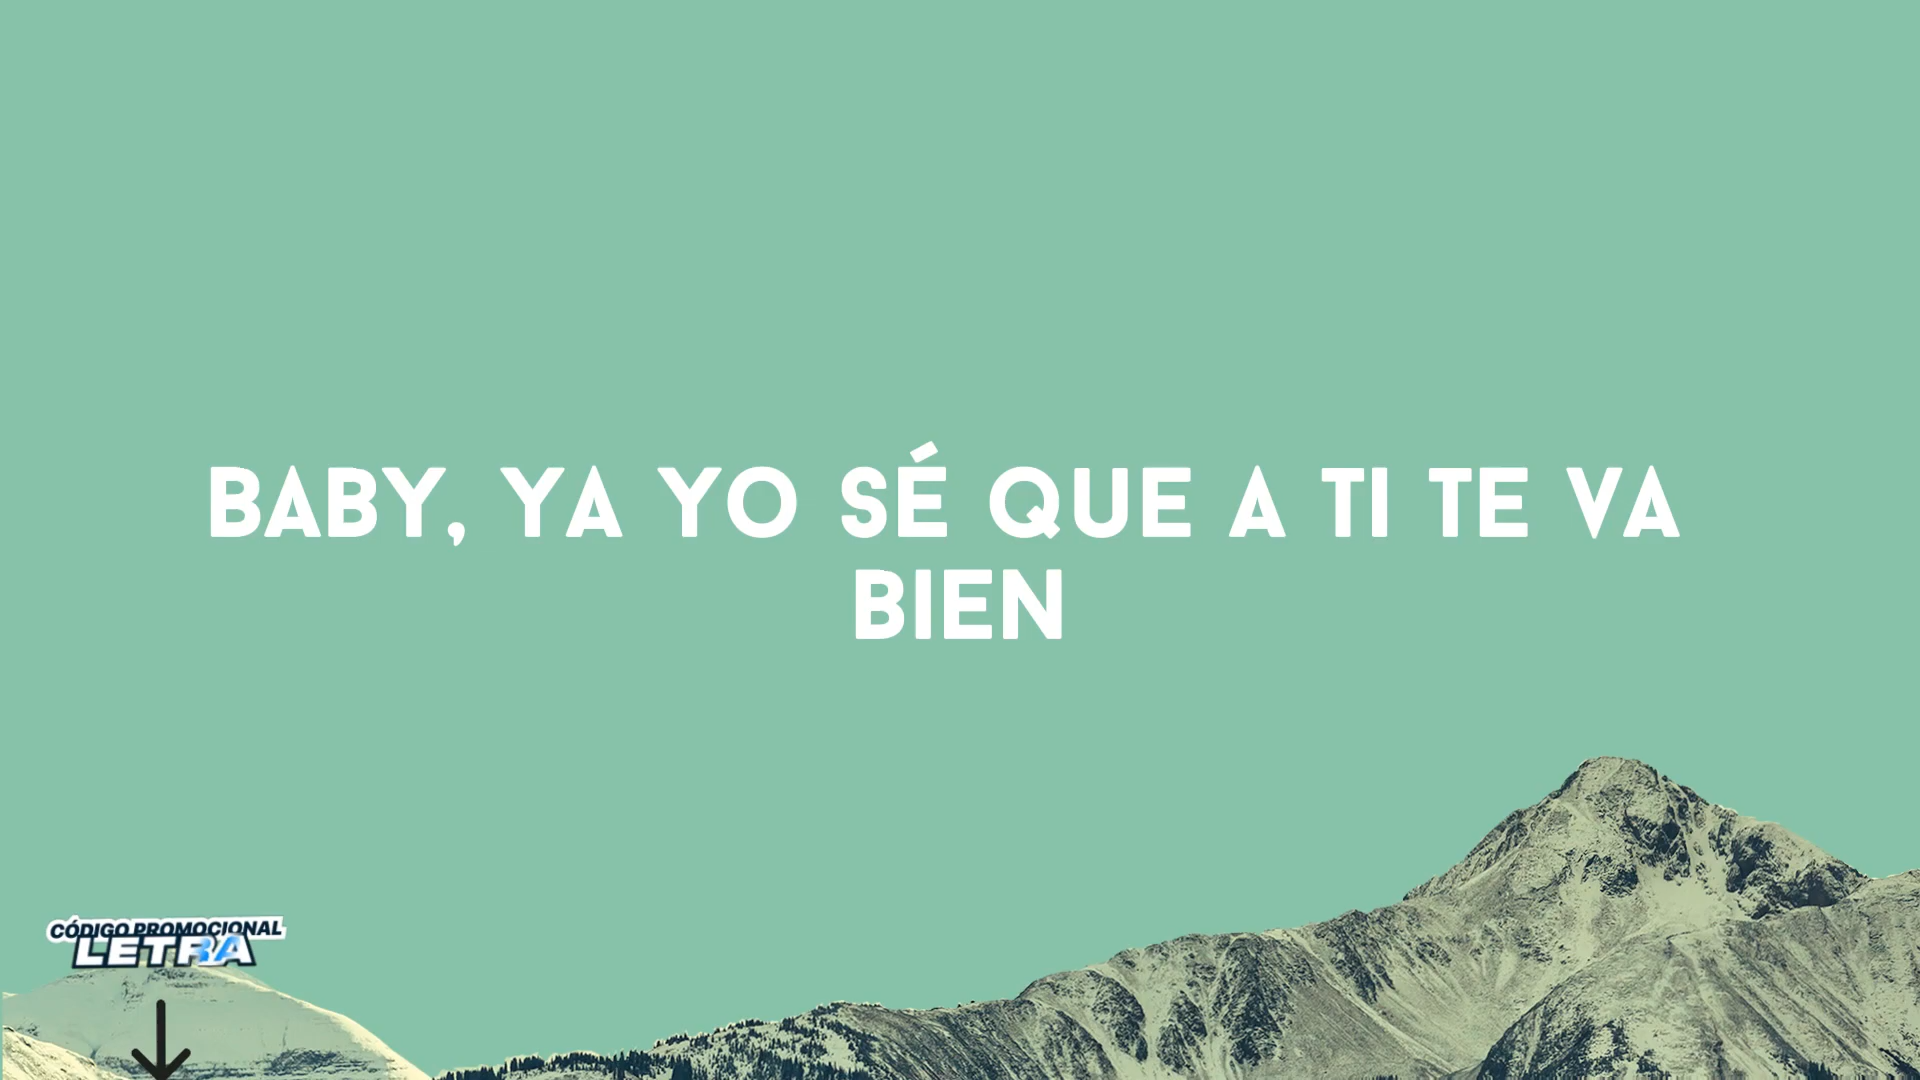 BABY, YA YO SÉ QUE A TI TE VA
BIEN
CÓDIGO PROMOCIONAL
LETRA